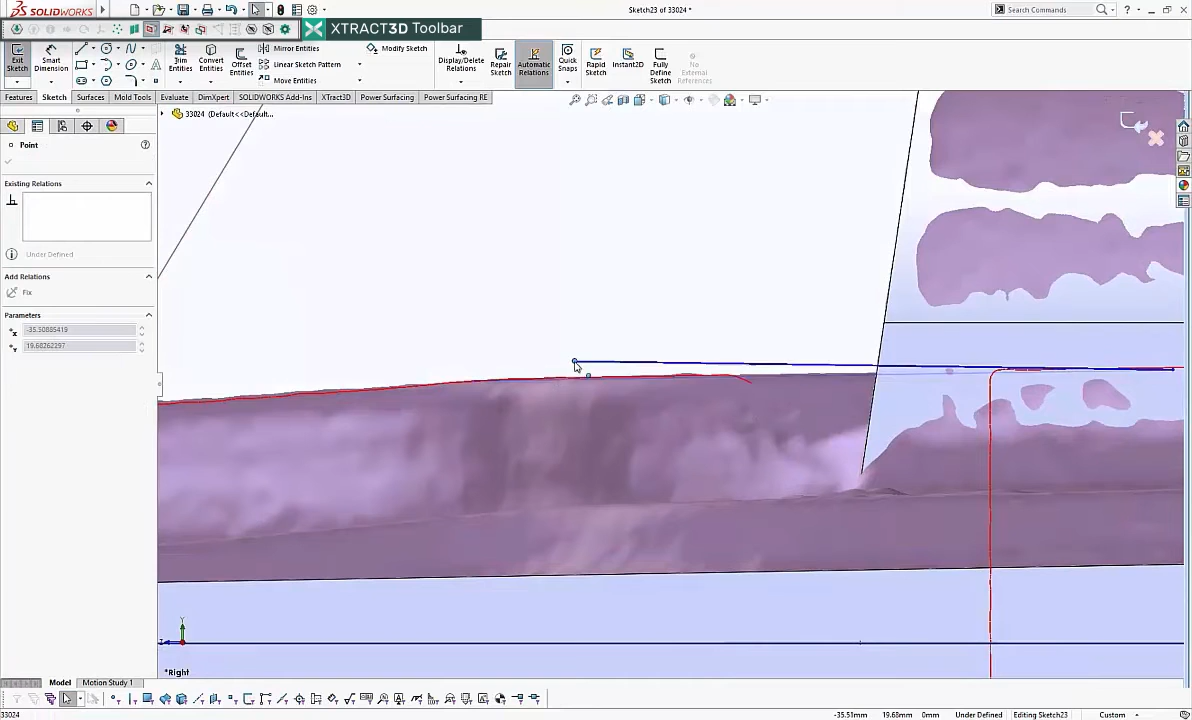 SOLIDWORKS
Sketch23 of 33024 *
Search Commands
XTRACT3D Toolbar
Exit Sketch
Smart Dimension
Trim Entities
Convert Entities
Offset Entities
Mirror Entities
Linear Sketch Pattern
Move Entities
Modify Sketch
Display/Delete Relations
Repair Sketch
Automatic Relations
Quick Snaps
Rapid Sketch
Instant2D
Fully Define Sketch
No External References
Features Sketch Surfaces Mold Tools Evaluate DimXpert SOLIDWORKS Add-Ins XTract3D Power Surfacing Power Surfacing RE
33024 (Default<<Default...
Point
Existing Relations
Under Defined
Add Relations
Fix
Parameters
-35.50885419
19.68262297
Y
Z
*Right
Model Motion Study 1
33024
-35.51mm 19.68mm 0mm Under Defined Editing Sketch23 Custom